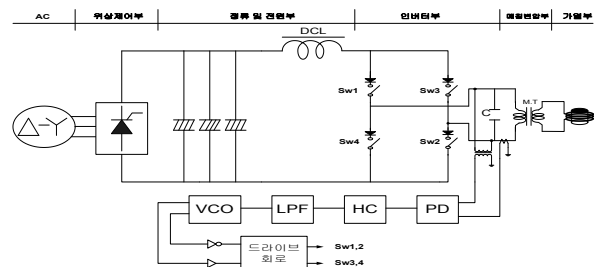 AC 위상제어부 정류 및 전원부 인버터부 매칭변합부 가열부
DCL
Sw1 Sw3
M.T
C
Sw4 Sw2
VCO LPF HC PD
드라이브
회로
Sw1,2
Sw3,4